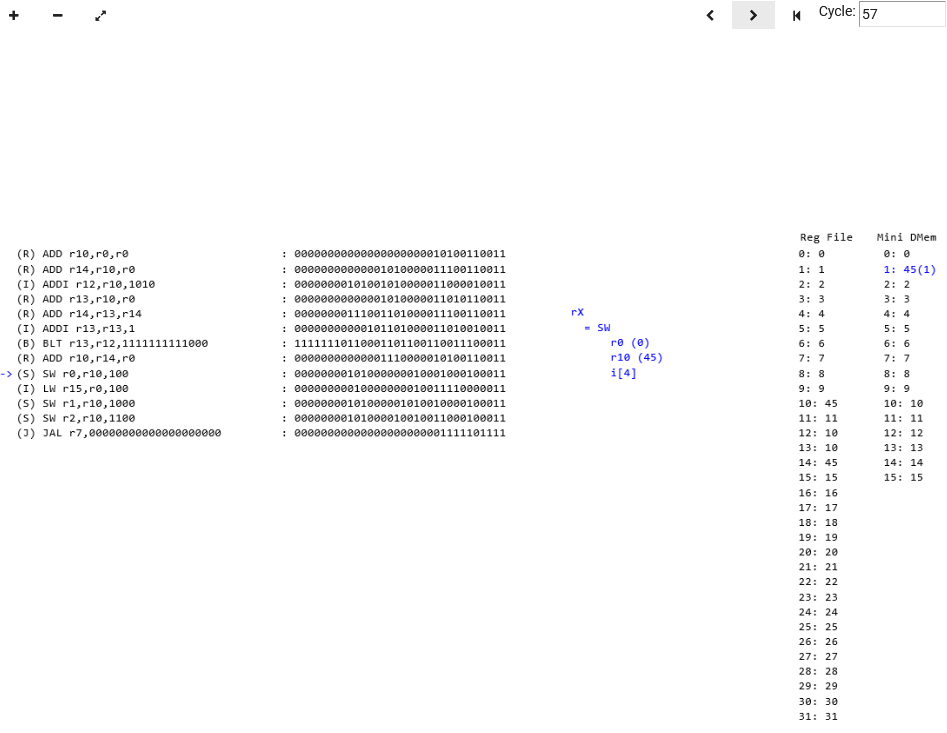 Cycle: 57
(R) ADD r10,r0,r0 : 00000000000000000000010100110011
(R) ADD r14,r10,r0 : 00000000000001010000011100110011
(I) ADDI r12,r10,1010 : 00000000101001010000011000010011
(R) ADD r13,r10,r0 : 00000000000001010000011010110011
(R) ADD r14,r13,r14 : 00000000111001101000011100110011
(I) ADDI r13,r13,1 : 00000000000101101000011010010011
(B) BLT r13,r12,1111111111000 : 11111110110001101100110011100011
(R) ADD r10,r14,r0 : 00000000000001110000010100110011
-> (S) SW r0,r10,100 : 00000000101000000010001000100011
(I) LW r15,r0,100 : 00000000010000000010011110000011
(S) SW r1,r10,1000 : 00000000101000001010010000100011
(S) SW r2,r10,1100 : 00000000101000010010011000100011
(J) JAL r7,00000000000000000000 : 00000000000000000000001111101111
rX
= SW
r0 (0)
r10 (45)
i[4]
Reg File
0: 0
1: 1
2: 2
3: 3
4: 4
5: 5
6: 6
7: 7
8: 8
9: 9
10: 45
11: 11
12: 10
13: 10
14: 45
15: 15
16: 16
17: 17
18: 18
19: 19
20: 20
21: 21
22: 22
23: 23
24: 24
25: 25
26: 26
27: 27
28: 28
29: 29
30: 30
31: 31
Mini DMem
0: 0
1: 45(1)
2: 2
3: 3
4: 4
5: 5
6: 6
7: 7
8: 8
9: 9
10: 10
11: 11
12: 12
13: 13
14: 14
15: 15